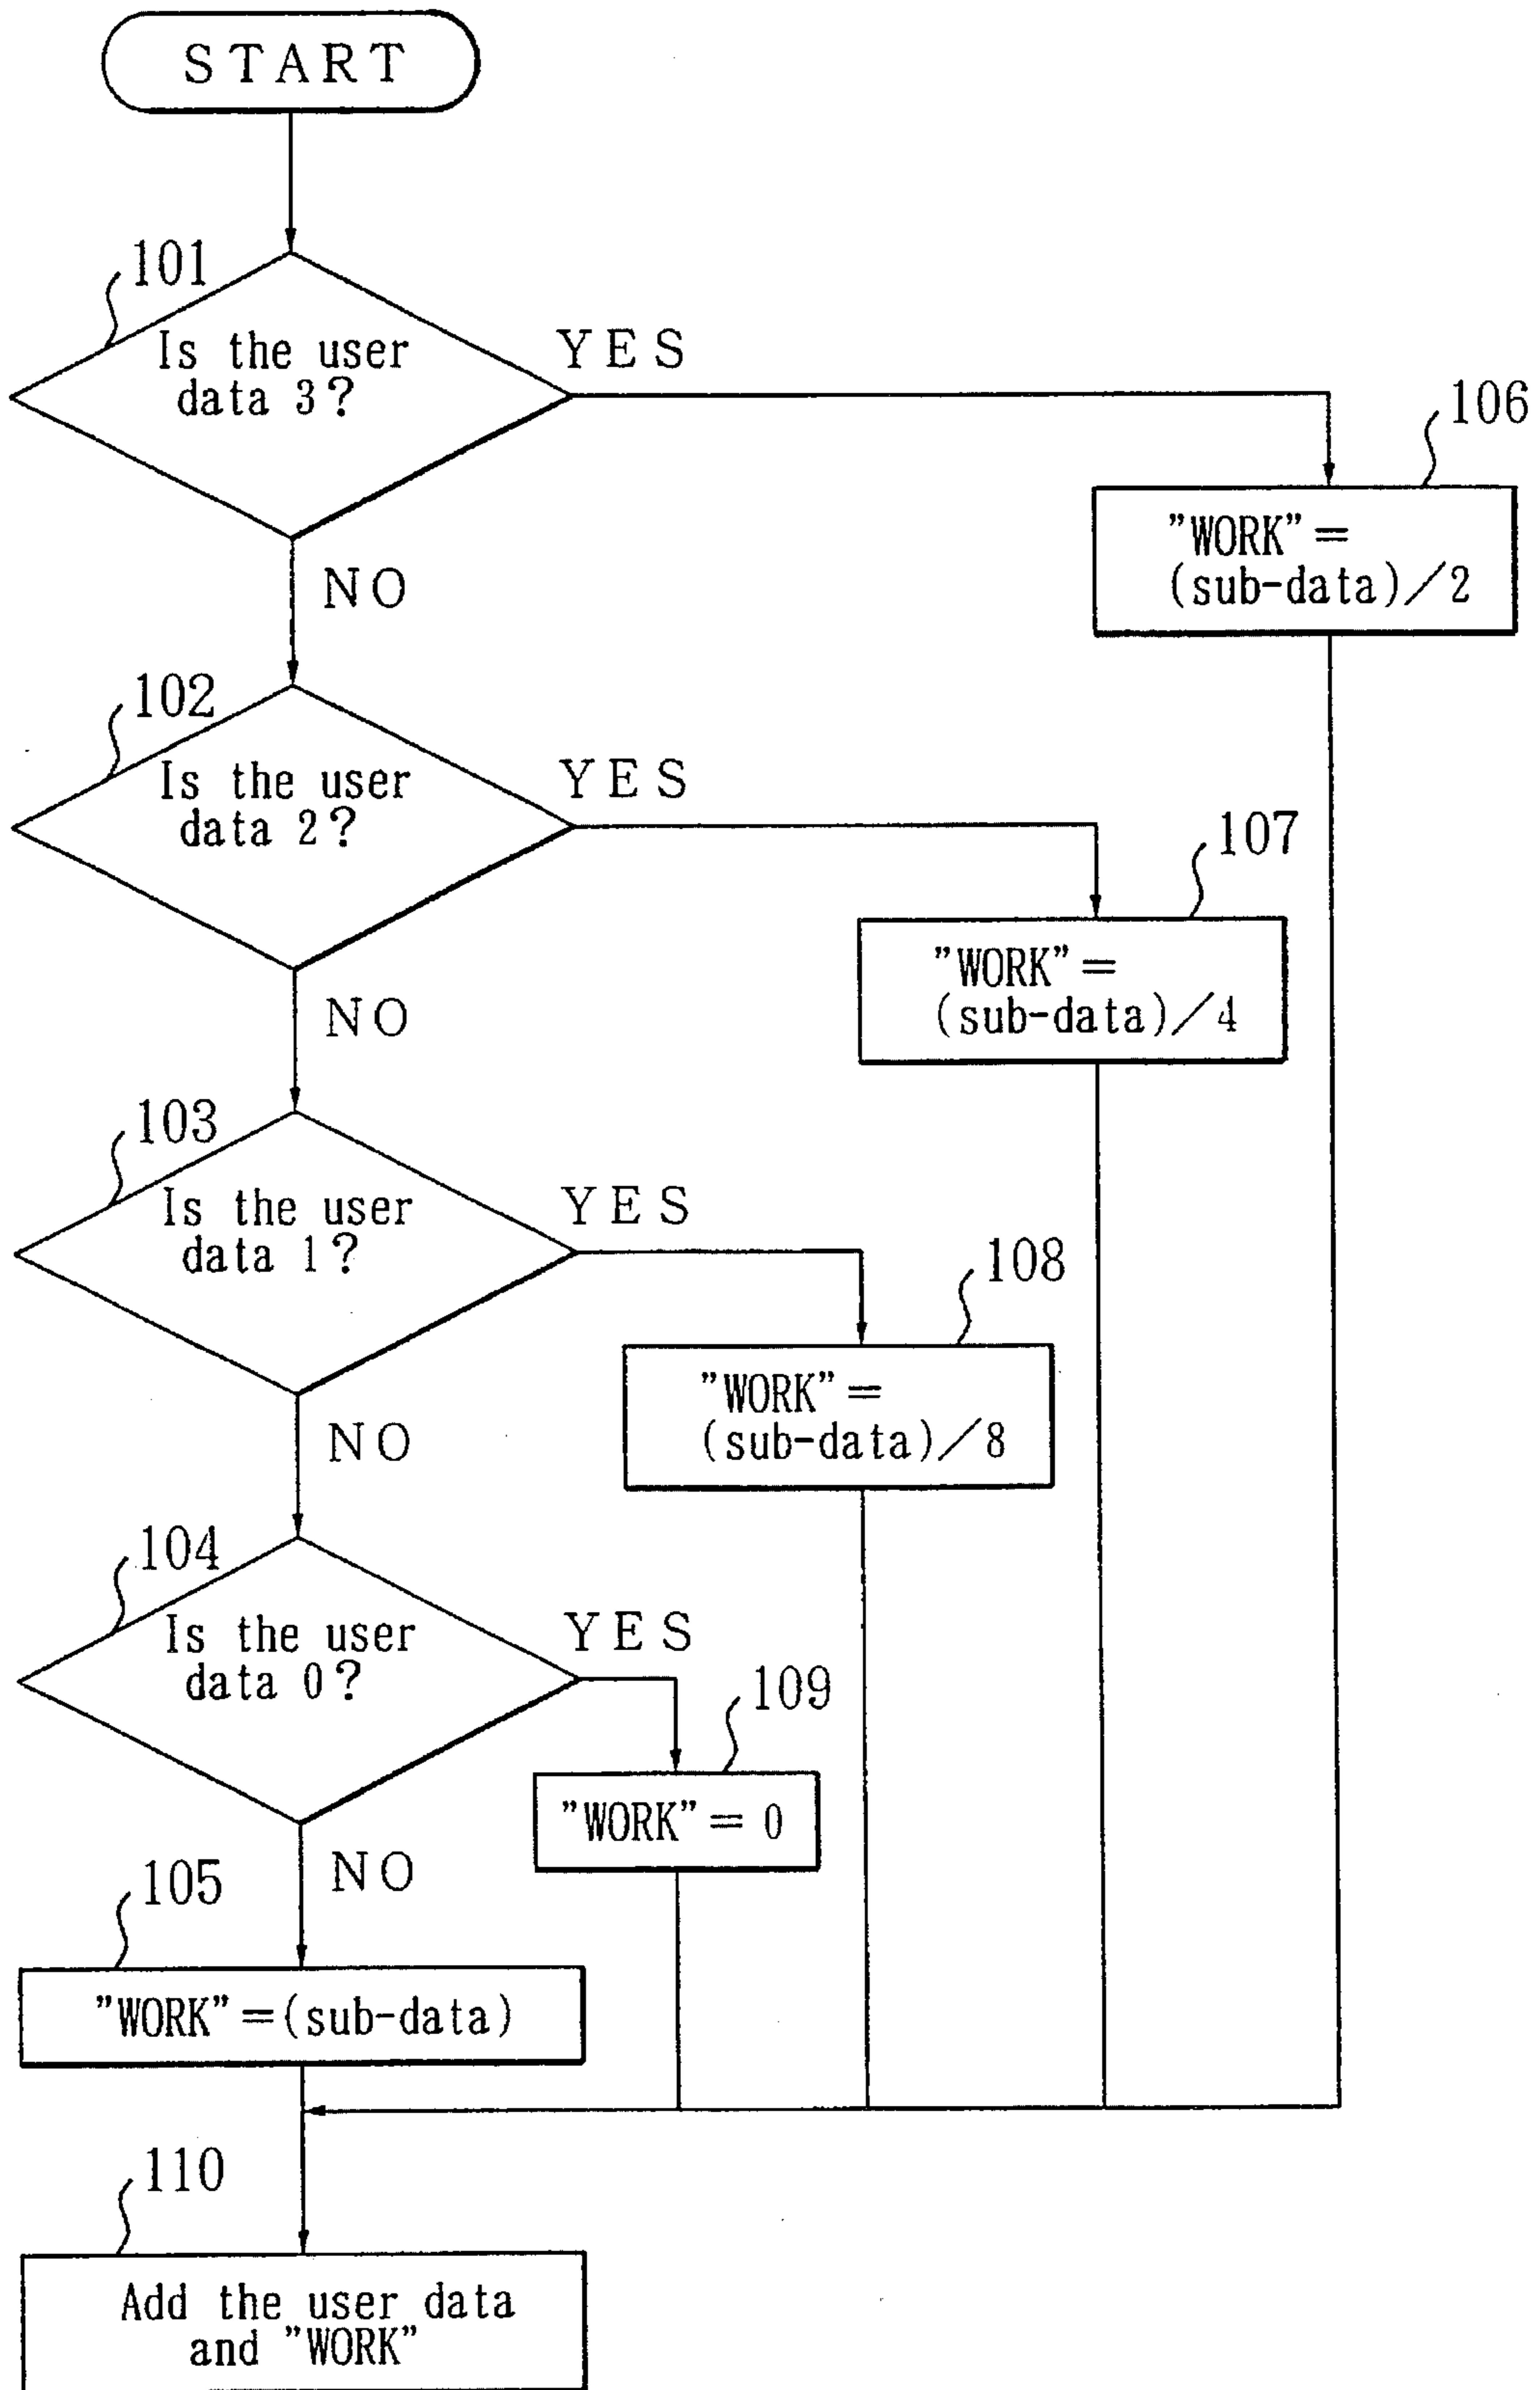 START
101
Is the user
data 3?
YES
106
"WORK"=
(sub-data)/2
NO
102
Is the user
data 2?
YES
107
"WORK"=
(sub-data)/4
NO
103
Is the user
data 1?
YES
108
"WORK"=
(sub-data)/8
NO
104
Is the user
data 0?
YES
109
"WORK"= 0
NO
105
"WORK"=(sub-data)
110
Add the user data
and "WORK"